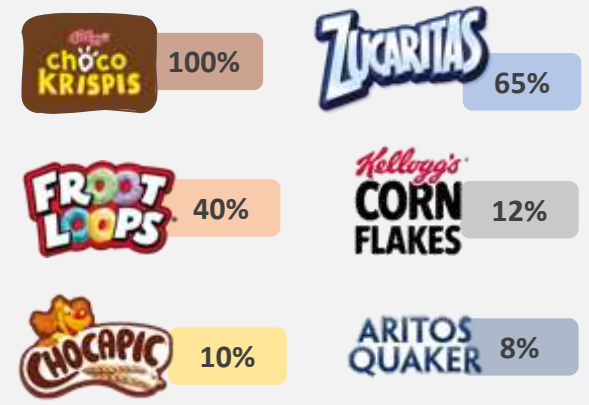 Kellogg's
choco
KRISPIS
100%
ZUCARITAS
65%
FROOT
LOOPS
40%
Kellogg's
CORN
FLAKES
12%
CHOCAPIC
10%
ARITOS
QUAKER
8%